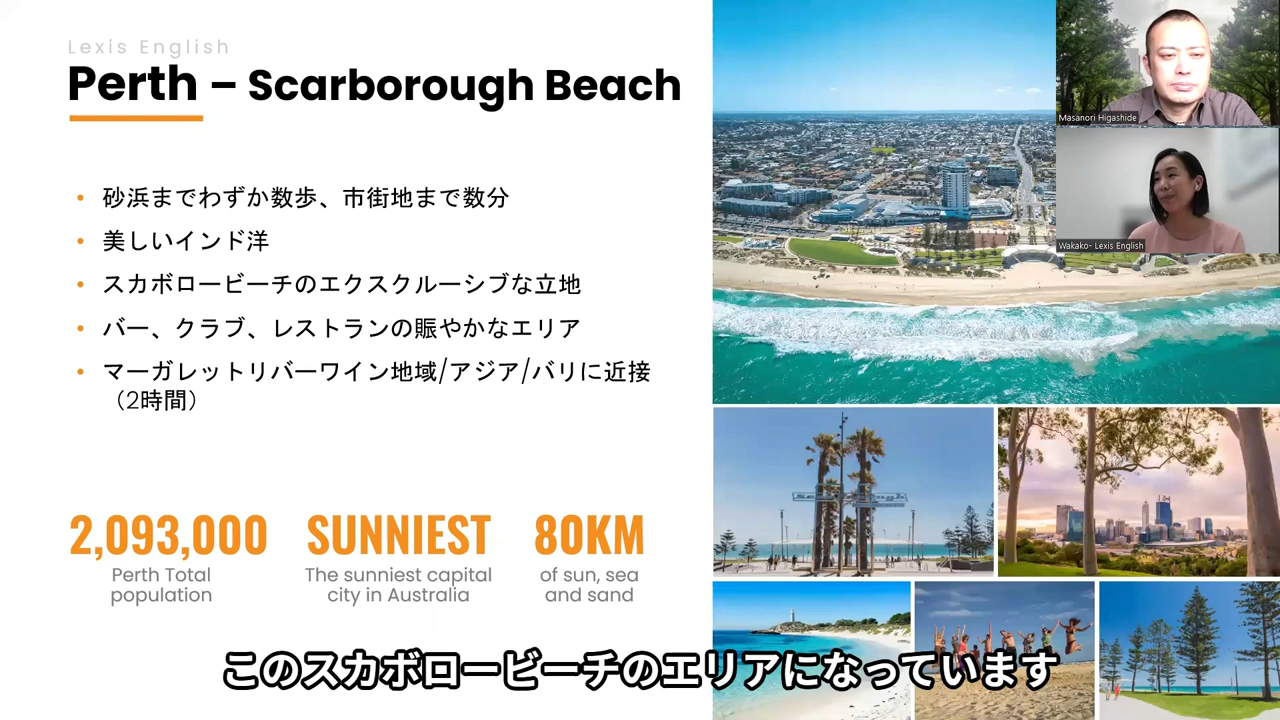 Lexis English
Perth – Scarborough Beach
• 砂浜までわずか数歩、市街地まで数分
• 美しいインド洋
• スカボロービーチのエクスクルーシブな立地
• バー、クラブ、レストランの賑やかなエリア
• マーガレットリバーワイン地域/アジア/バリに近接
（2時間）
2,093,000
Perth Total
population
SUNNIEST
The sunniest capital
city in Australia
80KM
of sun, sea
and sand
Masanori Higashide
Wakako- Lexis English
このスカボロービーチのエリアになっています